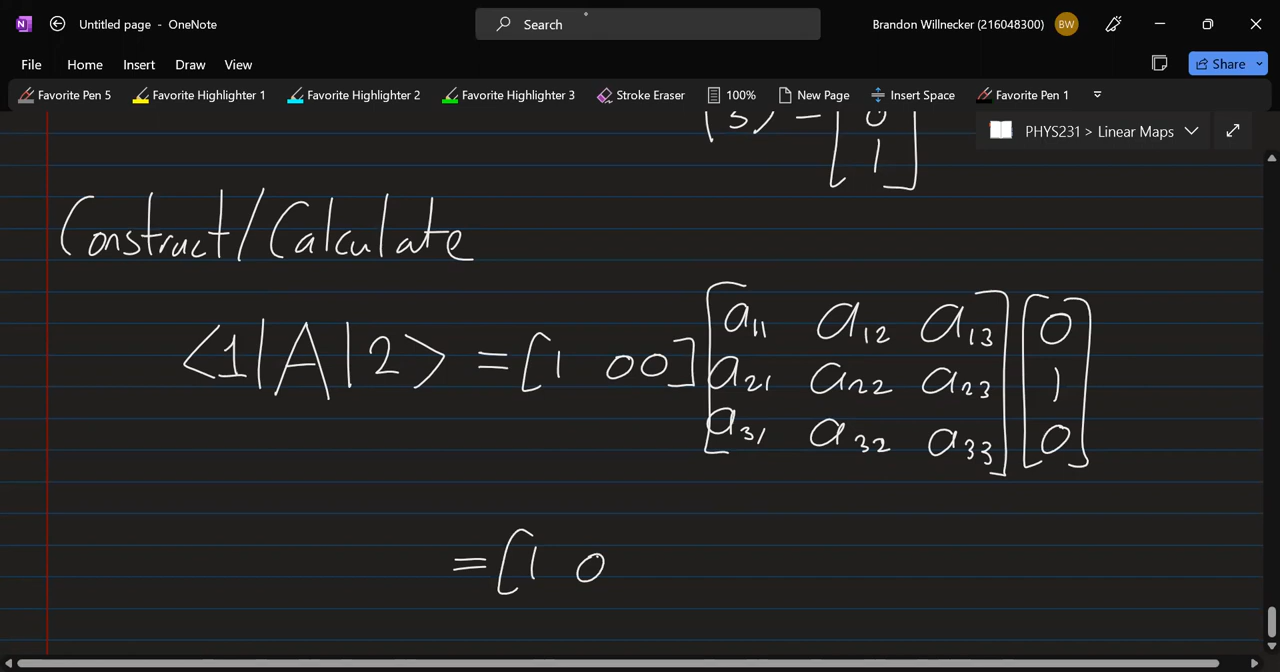 Untitled page - OneNote
Search
Brandon Willnecker (216048300) BW
File Home Insert Draw View
Share
Favorite Pen 5 Favorite Highlighter 1 Favorite Highlighter 2 Favorite Highlighter 3 Stroke Eraser 100% New Page Insert Space Favorite Pen 1
PHYS231 > Linear Maps
|3> = [0
1]
Construct/Calculate
<1|A|2> = [1 0 0] [a11 a12 a13 [0
a21 a22 a23 1
a31 a32 a33] 0]
= [1 0